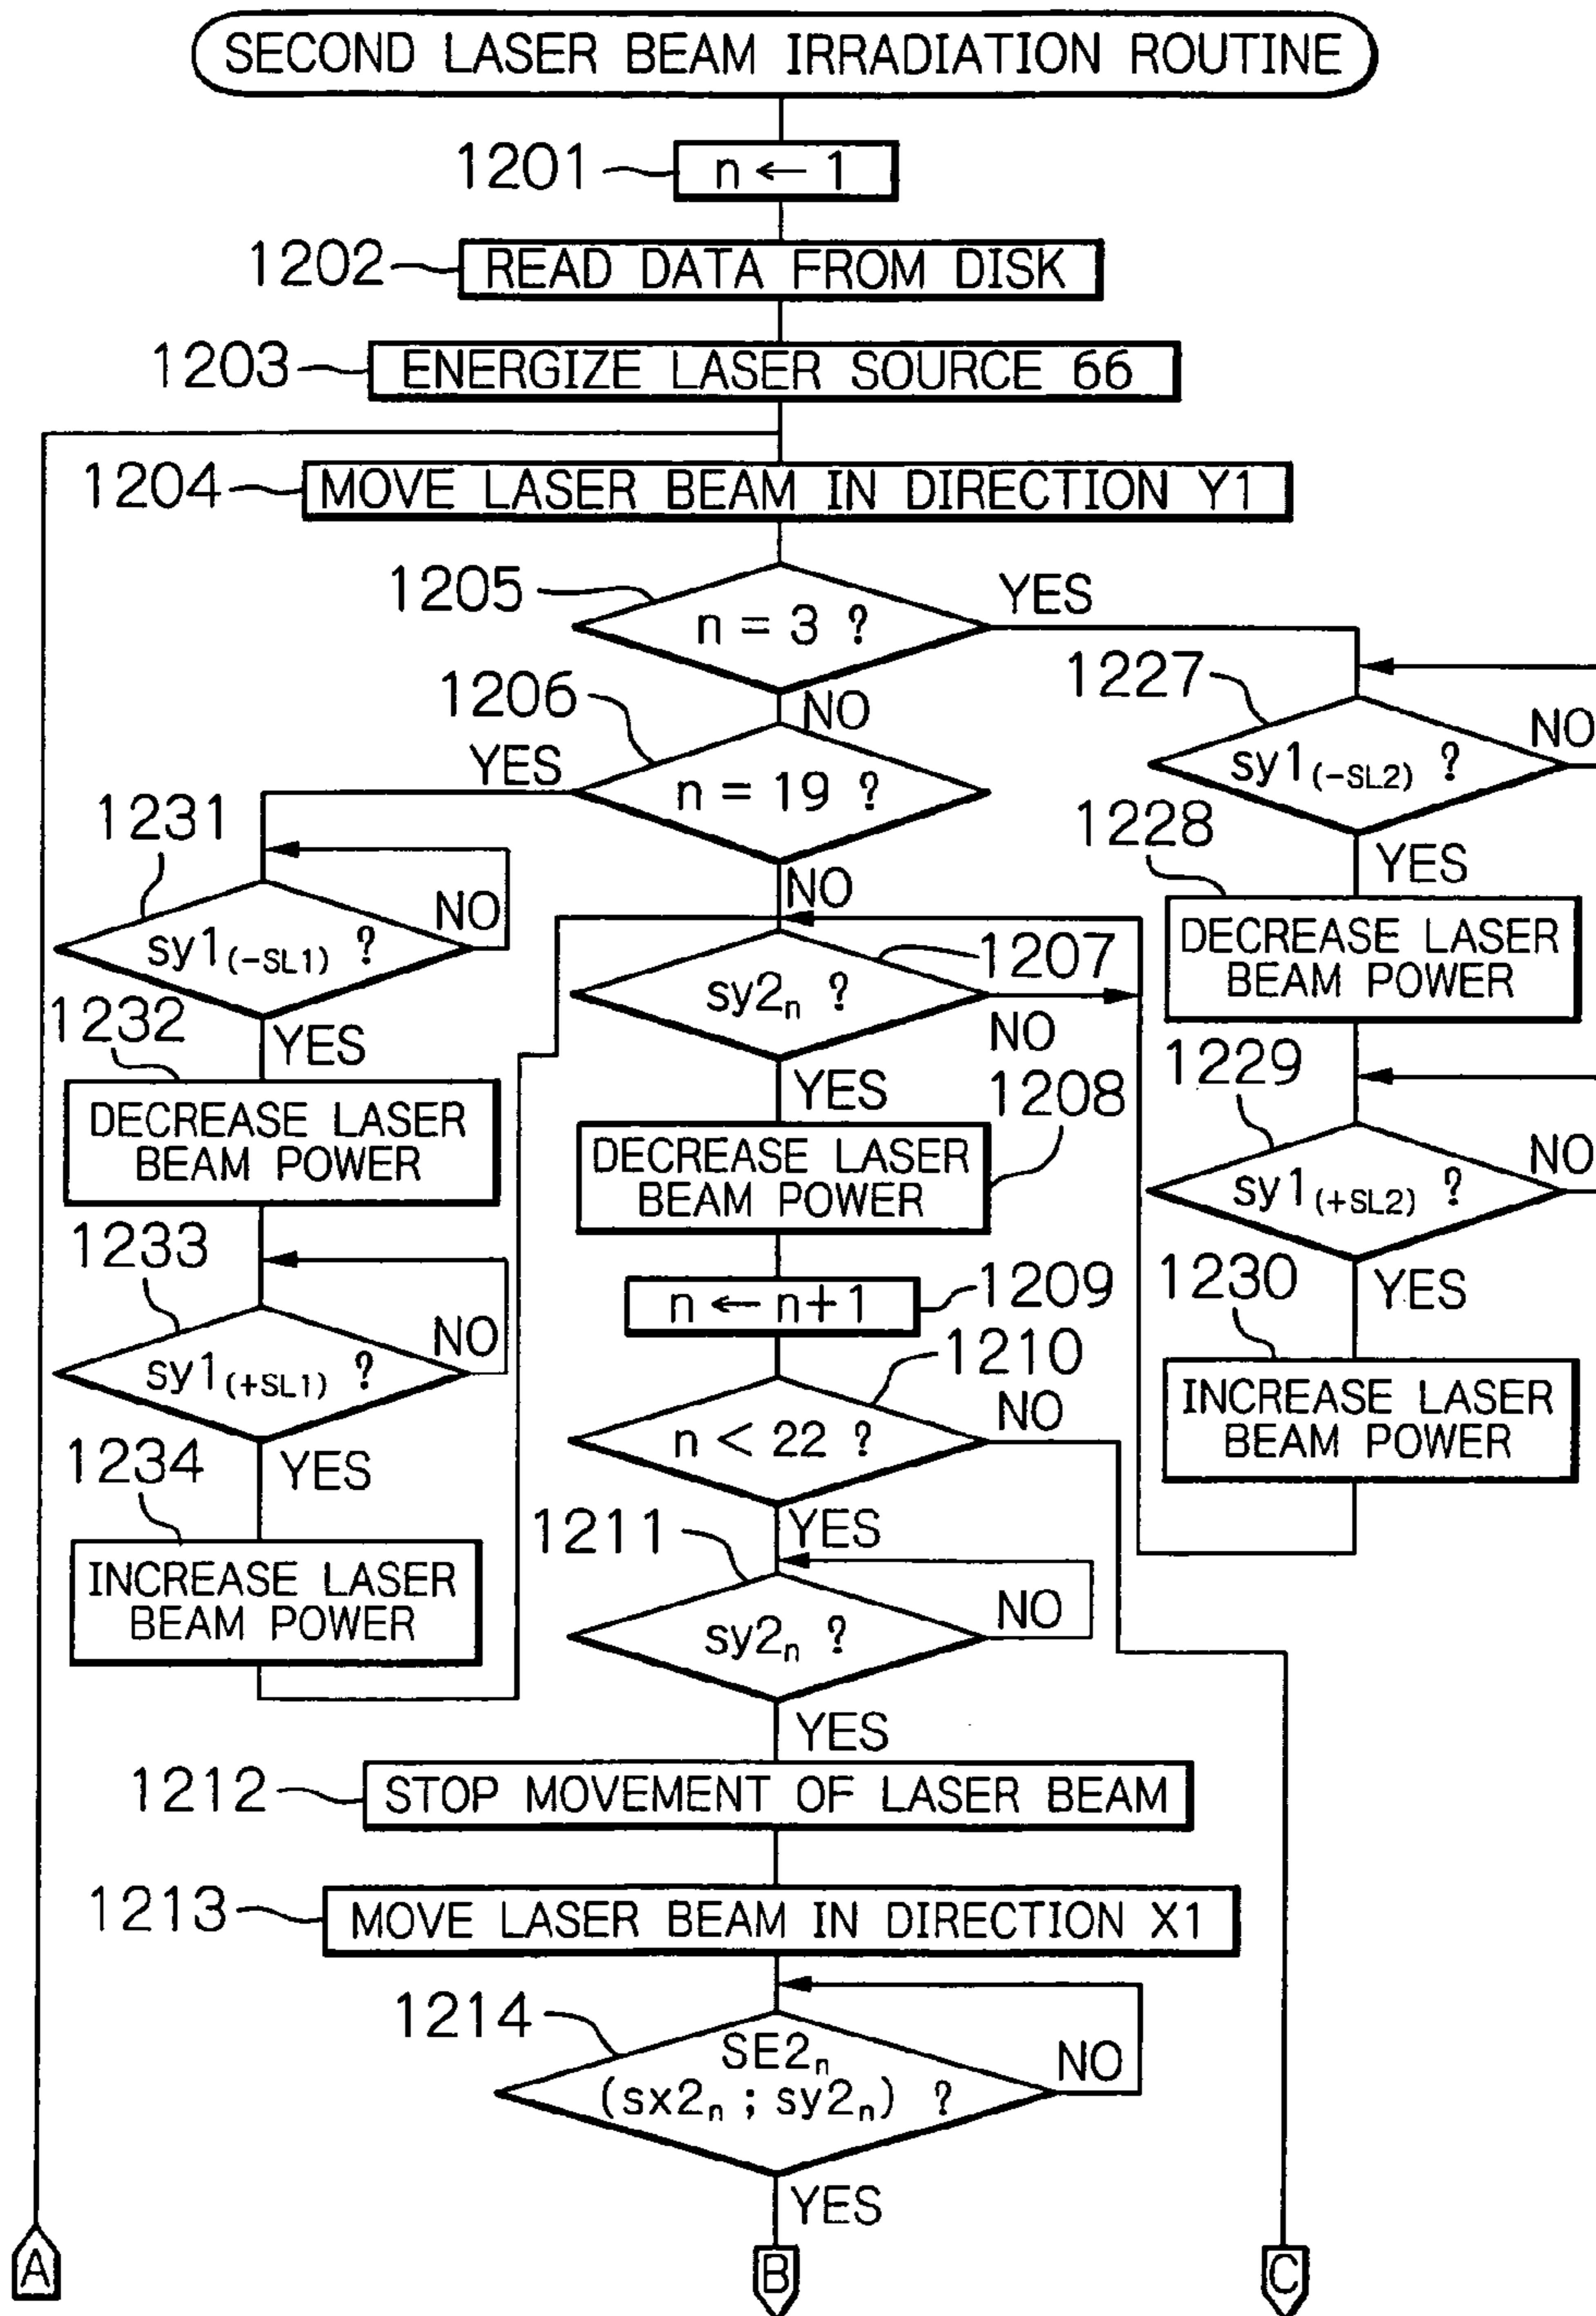 SECOND LASER BEAM IRRADIATION ROUTINE
1201
n ← 1
1202
READ DATA FROM DISK
1203
ENERGIZE LASER SOURCE 66
1204
MOVE LASER BEAM IN DIRECTION Y1
1205
n = 3 ?
YES
NO
1206
n = 19 ?
YES
NO
1227
sy1(-SL2) ?
NO
YES
1228
DECREASE LASER
BEAM POWER
1229
sy1(+SL2) ?
NO
YES
1230
INCREASE LASER
BEAM POWER
1231
sy1(-SL1) ?
NO
YES
1232
DECREASE LASER
BEAM POWER
1233
sy1(+SL1) ?
NO
YES
1234
INCREASE LASER
BEAM POWER
1207
sy2n ?
NO
YES
1208
DECREASE LASER
BEAM POWER
1209
n ← n+1
1210
n < 22 ?
NO
YES
1211
sy2n ?
NO
YES
1212
STOP MOVEMENT OF LASER BEAM
1213
MOVE LASER BEAM IN DIRECTION X1
1214
SE2n
(sx2n ; sy2n) ?
NO
YES
A
B
C